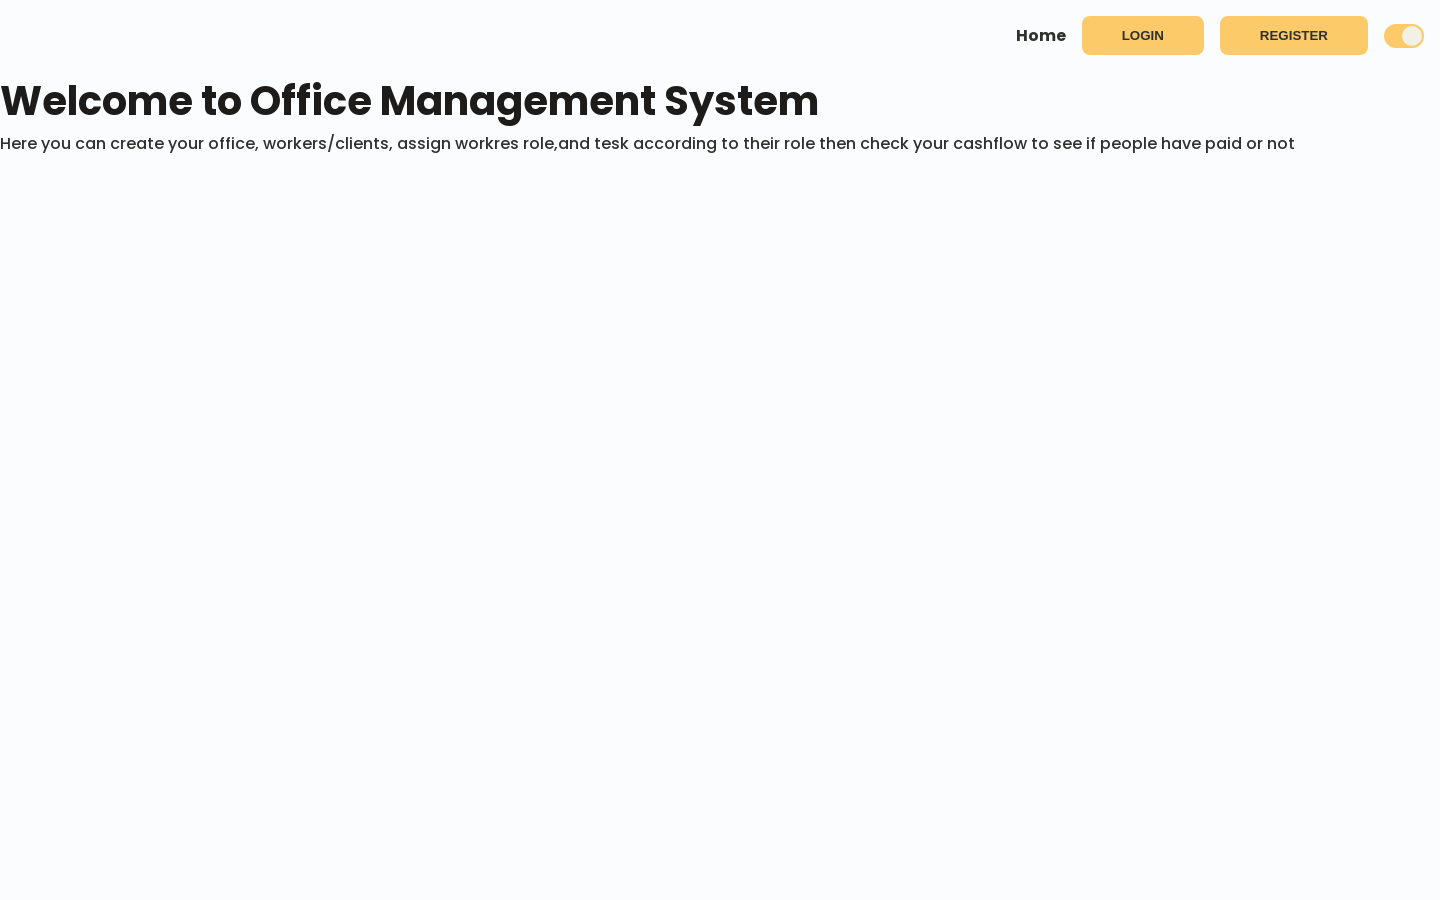 Home LOGIN REGISTER
Welcome to Office Management System
Here you can create your office, workers/clients, assign workres role,and tesk according to their role then check your cashflow to see if people have paid or not